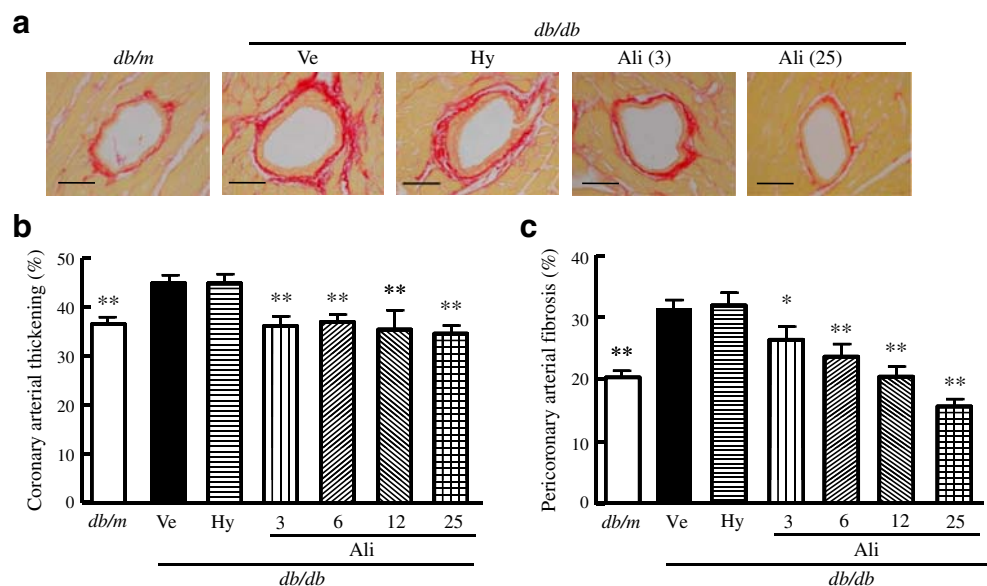 a
db/db
db/m Ve Hy Ali (3) Ali (25)
b
Coronary arterial thickening (%)
50
40
30
20
10
0
** ** ** ** **
db/m Ve Hy 3 6 12 25
Ali
db/db
c
Pericoronary arterial fibrosis (%)
40
30
20
10
0
** * ** ** **
db/m Ve Hy 3 6 12 25
Ali
db/db